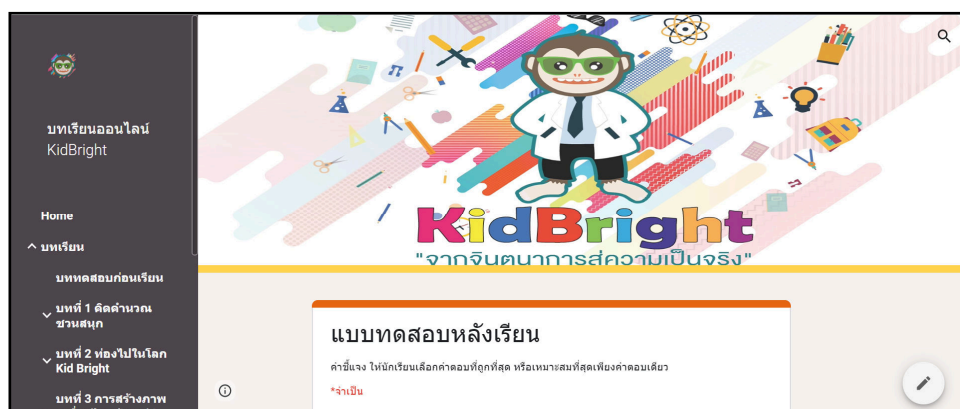 บทเรียนออนไลน์
KidBright
Home
บทเรียน
บททดสอบก่อนเรียน
บทที่ 1 คิดคำนวณ
ชวนสนุก
บทที่ 2 ท่องไปในโลก
Kid Bright
บทที่ 3 การสร้างภาพ
KidBright
"จากจินตนาการสู่ความเป็นจริง"
แบบทดสอบหลังเรียน
คำชี้แจง ให้นักเรียนเลือกคำตอบที่ถูกที่สุด หรือเหมาะสมที่สุดเพียงคำตอบเดียว
*จำเป็น